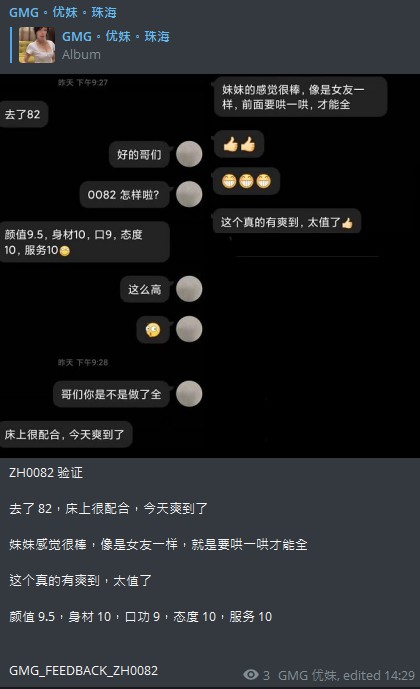 GMG。优妹。珠海
GMG。优妹。珠海
Album
昨天 下午9:27
去了82
好的哥们
0082 怎样啦？
颜值9.5，身材10，口9，态度
10，服务10😁
这么高
🫣
昨天 下午9:28
哥们你是不是做了全
床上很配合，今天爽到了
妹妹的感觉很棒，像是女友一
样，前面要哄一哄，才能全
👍👍
😁😁😁
这个真的有爽到，太值了👍
ZH0082 验证
去了 82，床上很配合，今天爽到了
妹妹感觉很棒，像是女友一样，就是要哄一哄才能全
这个真的有爽到，太值了
颜值 9.5，身材 10，口功 9，态度 10，服务 10
GMG_FEEDBACK_ZH0082
3 GMG 优妹, edited 14:29